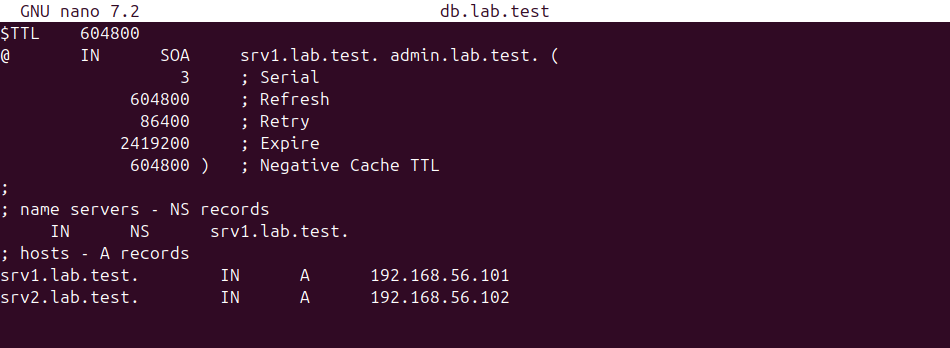 GNU nano 7.2 db.lab.test
$TTL 604800
@ IN SOA srv1.lab.test. admin.lab.test. (
3 ; Serial
604800 ; Refresh
86400 ; Retry
2419200 ; Expire
604800 ) ; Negative Cache TTL
;
; name servers - NS records
IN NS srv1.lab.test.
; hosts - A records
srv1.lab.test. IN A 192.168.56.101
srv2.lab.test. IN A 192.168.56.102